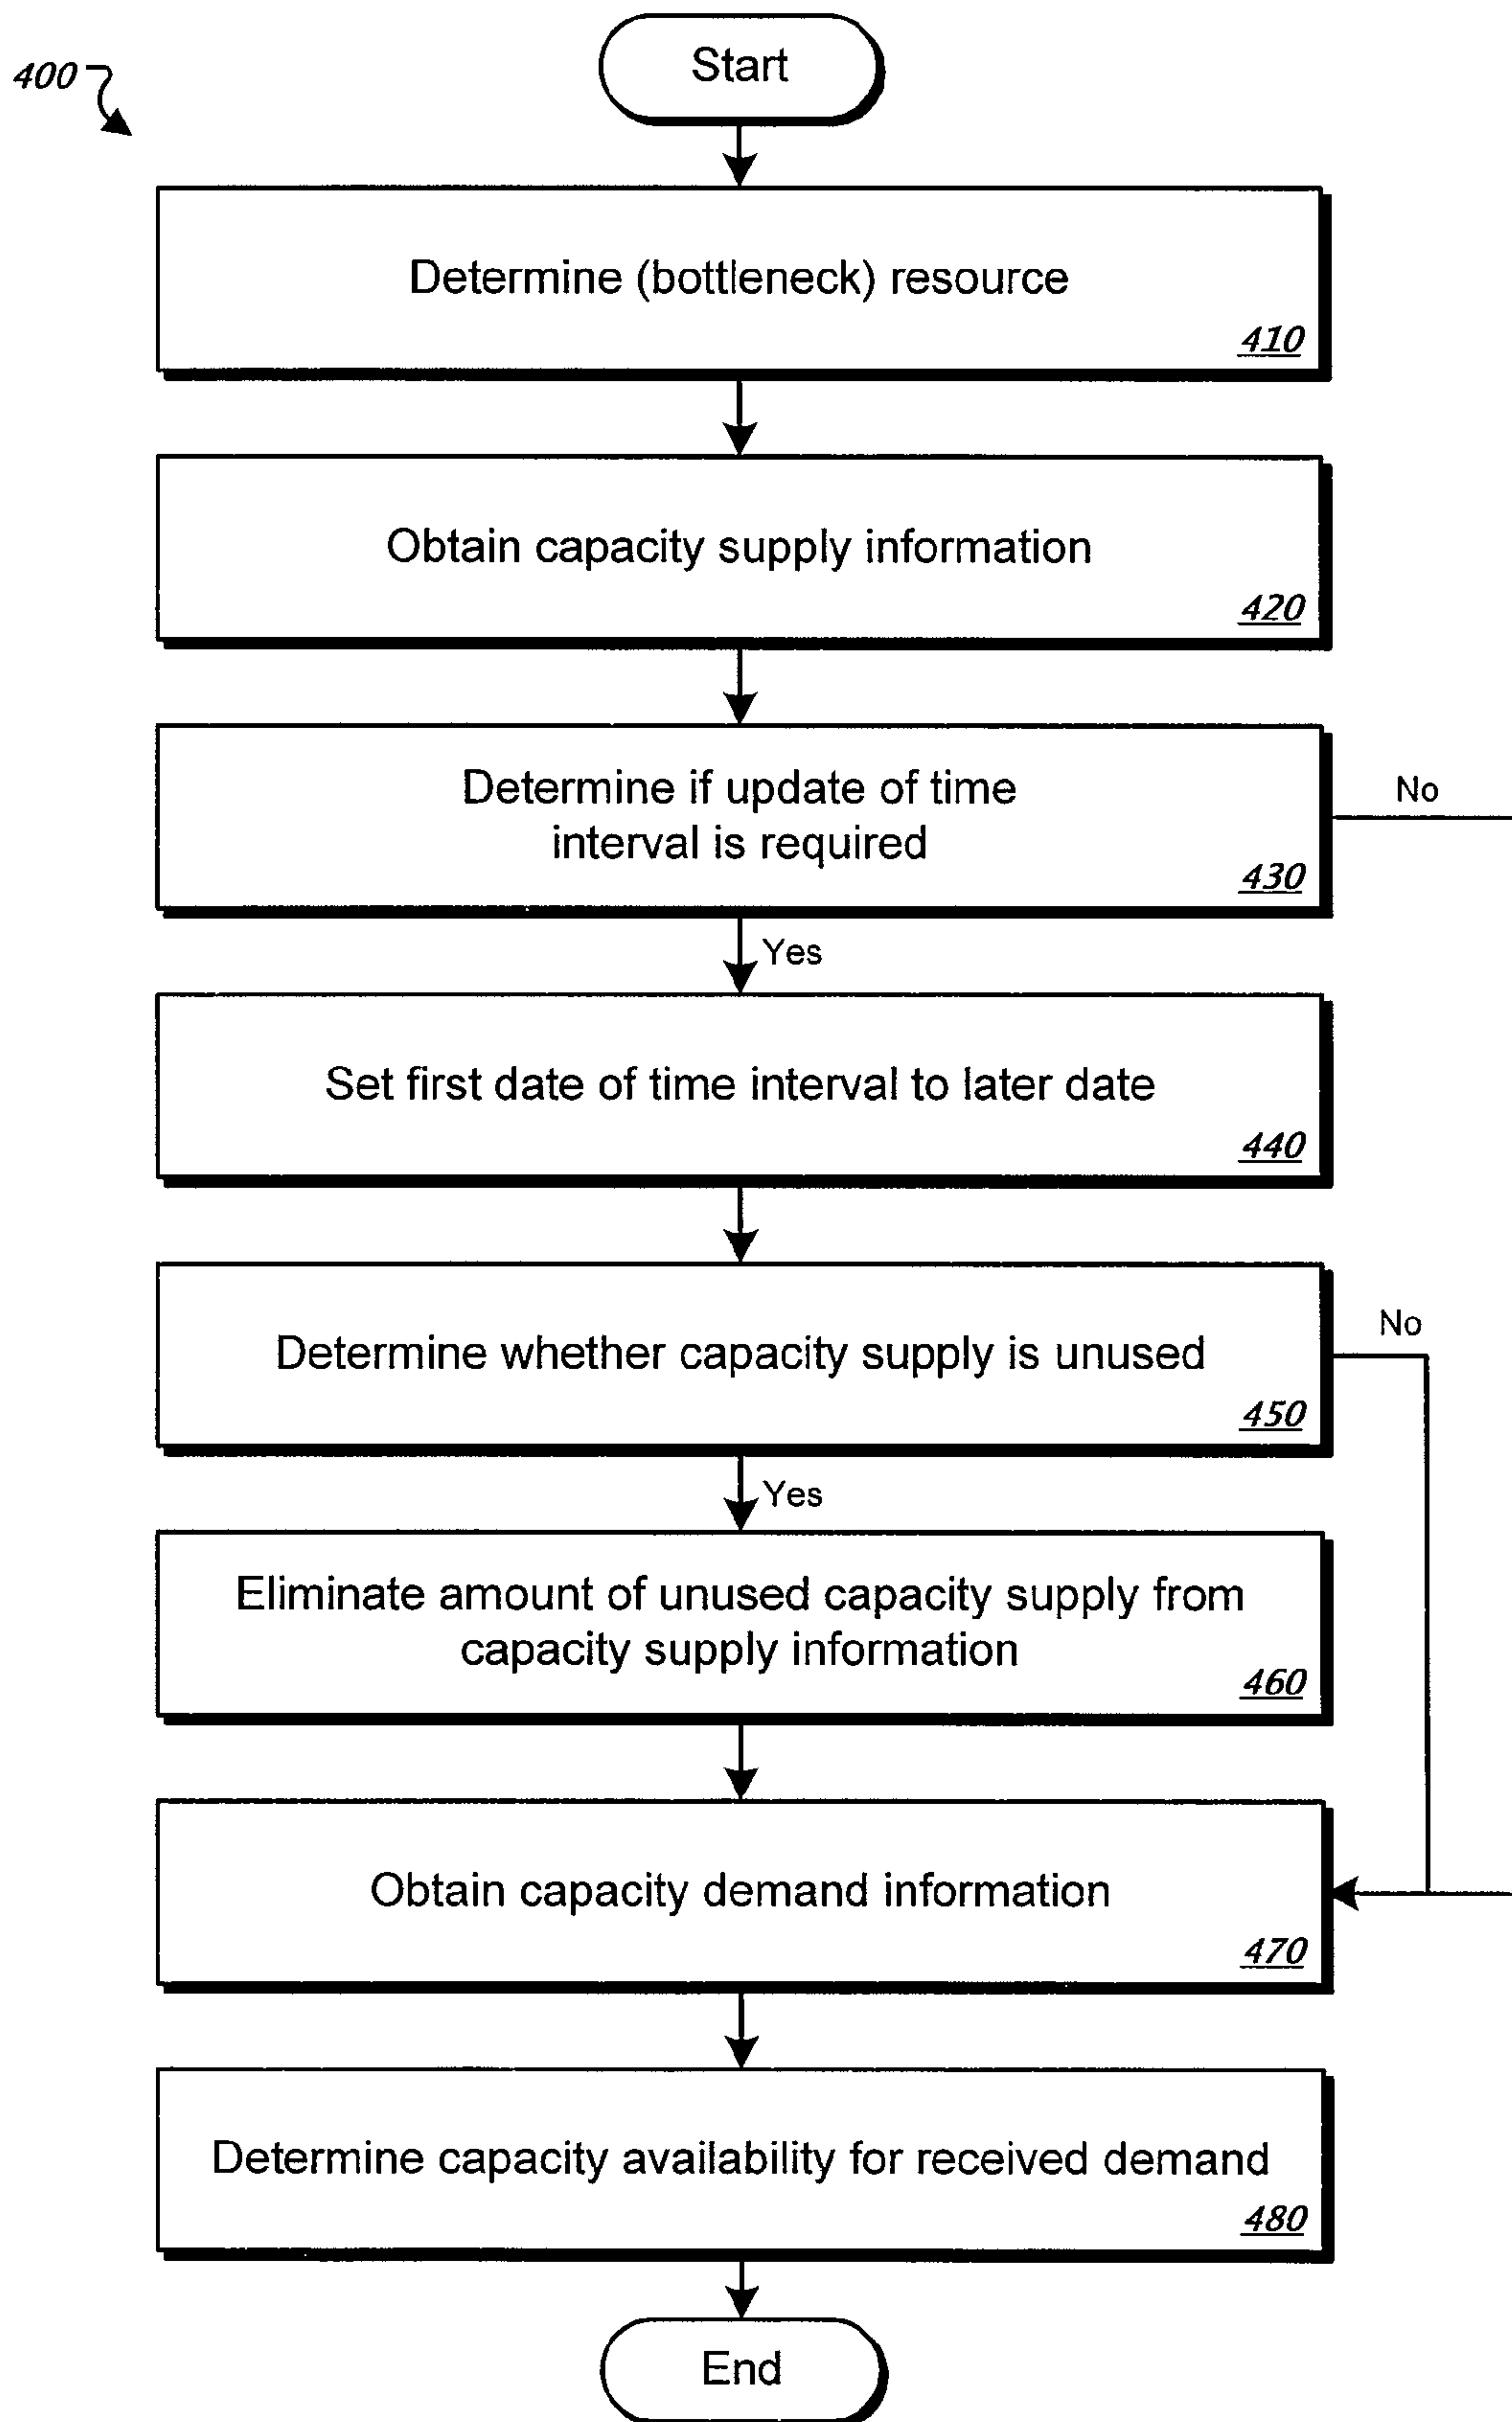 Start
400
Determine (bottleneck) resource
410
Obtain capacity supply information
420
Determine if update of time
interval is required
430
No
Yes
Set first date of time interval to later date
440
Determine whether capacity supply is unused
450
No
Yes
Eliminate amount of unused capacity supply from
capacity supply information
460
Obtain capacity demand information
470
Determine capacity availability for received demand
480
End